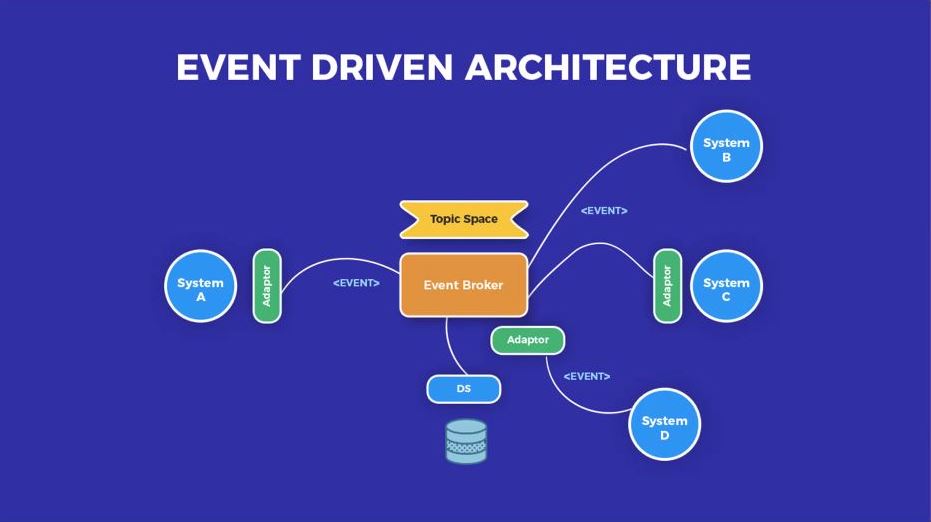 EVENT DRIVEN ARCHITECTURE
System
B
Topic Space
<EVENT>
System
A
Adaptor
<EVENT>
Event Broker
Adaptor
System
C
Adaptor
<EVENT>
DS
System
D